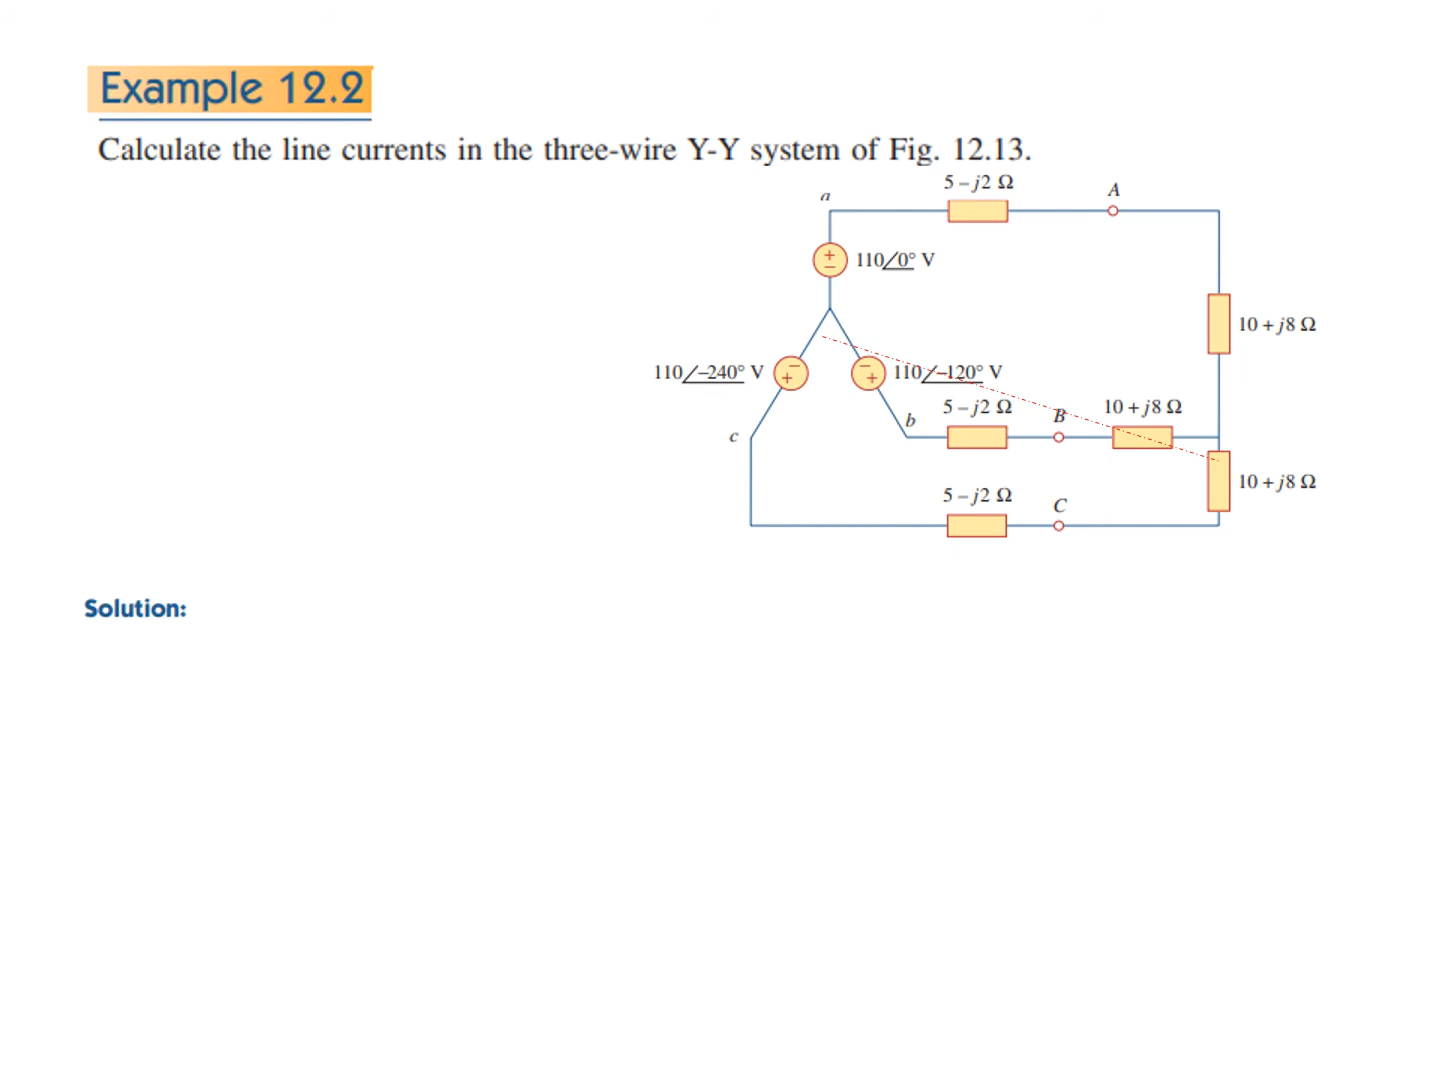 Example 12.2
Calculate the line currents in the three-wire Y-Y system of Fig. 12.13.
5 – j2 Ω
A
a
+
–
110∠0° V
10 + j8 Ω
110∠–240° V
–
+
–
+
110∠–120° V
5 – j2 Ω
B
10 + j8 Ω
b
c
10 + j8 Ω
5 – j2 Ω
C
Solution: